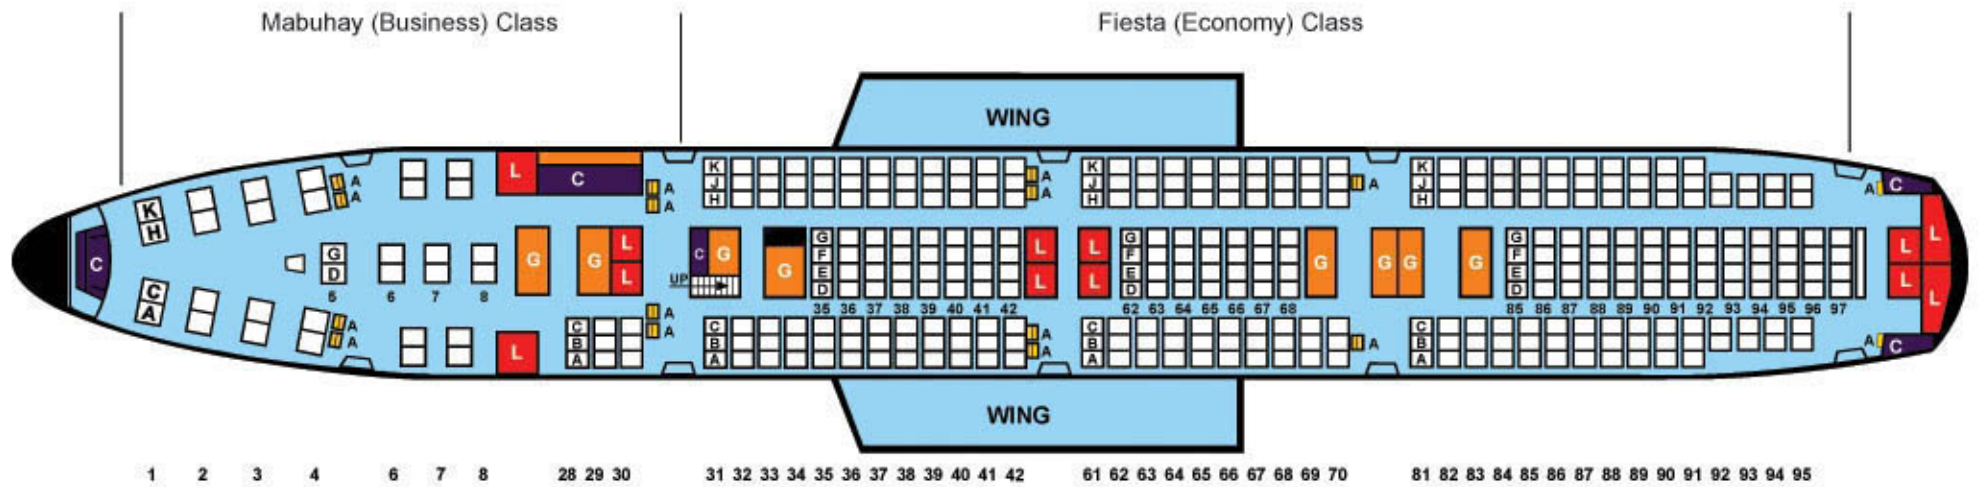 Mabuhay (Business) Class Fiesta (Economy) Class
WING
L C A A A A A A A A
K J H K J H K J H A C
K H
G D G G L L C G G G F E D L L L L G F E D G G G G G F E D L L L L
C
UP
5 6 7 8 35 36 37 38 39 40 41 42 62 63 64 65 66 67 68 85 86 87 88 89 90 91 92 93 94 95 96 97
C A
A A A A A A A A C
L C B A C B A C B A C B A
WING
1 2 3 4 6 7 8 28 29 30 31 32 33 34 35 36 37 38 39 40 41 42 61 62 63 64 65 66 67 68 69 70 81 82 83 84 85 86 87 88 89 90 91 92 93 94 95